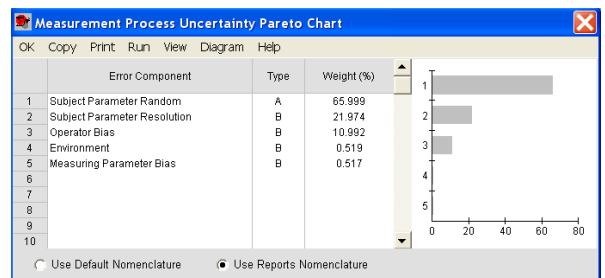 Measurement Process Uncertainty Pareto Chart
OK Copy Print Run View Diagram Help
Error Component Type Weight (%)
1 Subject Parameter Random A 65.999
2 Subject Parameter Resolution B 21.974
3 Operator Bias B 10.992
4 Environment B 0.519
5 Measuring Parameter Bias B 0.517
6
7
8
9
10
1
2
3
4
5
0 20 40 60 80
Use Default Nomenclature Use Reports Nomenclature